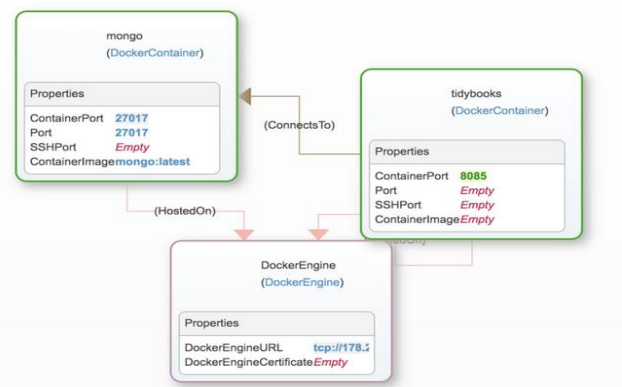 mongo
(DockerContainer)
Properties
ContainerPort 27017
Port 27017
SSHPort Empty
ContainerImage mongo:latest
(ConnectsTo)
tidybooks
(DockerContainer)
Properties
ContainerPort 8085
Port Empty
SSHPort Empty
ContainerImage Empty
(HostedOn)
DockerEngine
(DockerEngine)
Properties
DockerEngineURL tcp://178.2
DockerEngineCertificate Empty